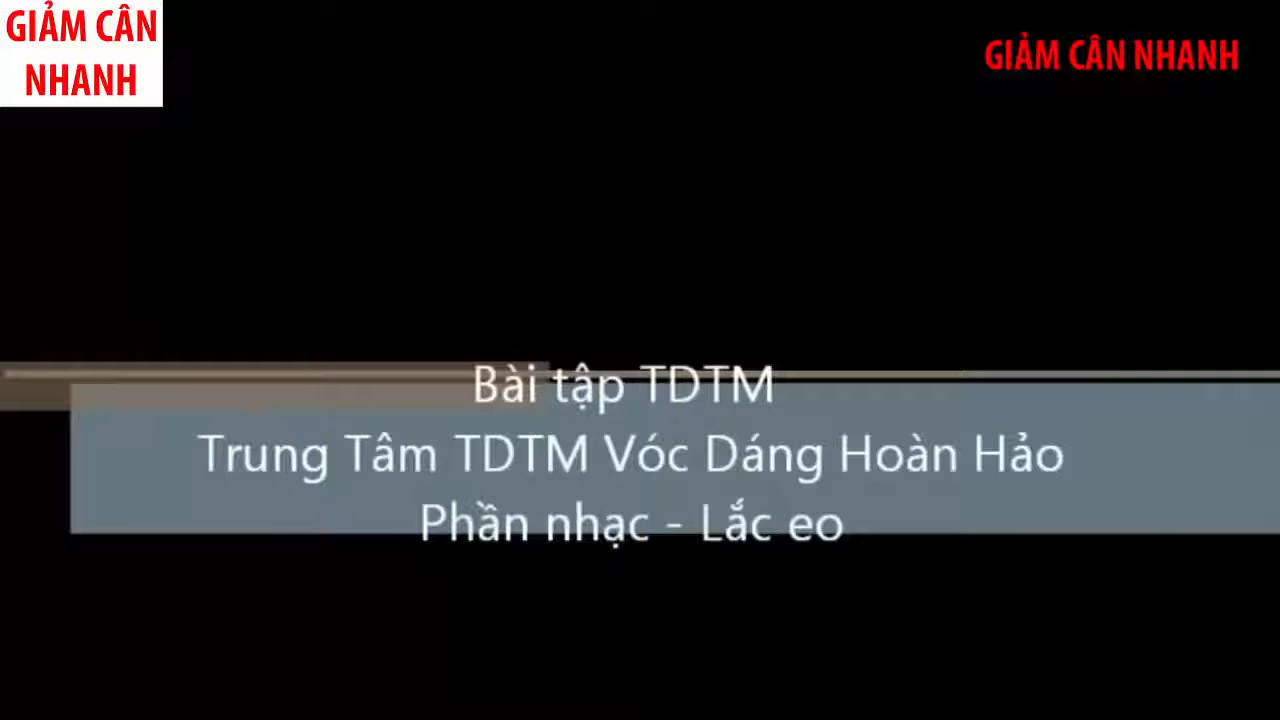 GIẢM CÂN
NHANH
GIẢM CÂN NHANH
Bài tập TDTM
Trung Tâm TDTM Vóc Dáng Hoàn Hảo
Phần nhạc - Lắc eo